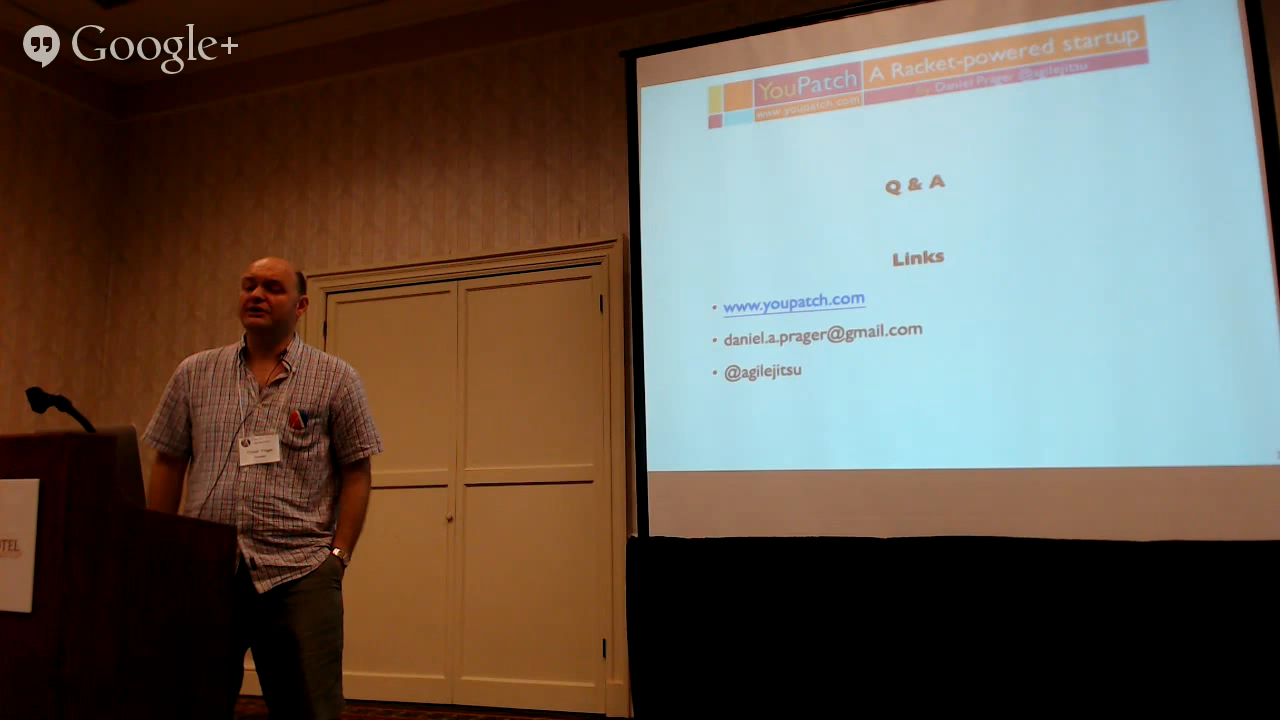 Google+
YouPatch
A Racket-powered startup
www.youpatch.com
By Daniel Prager @agilejitsu
Q & A
Links
• www.youpatch.com
• daniel.a.prager@gmail.com
• @agilejitsu